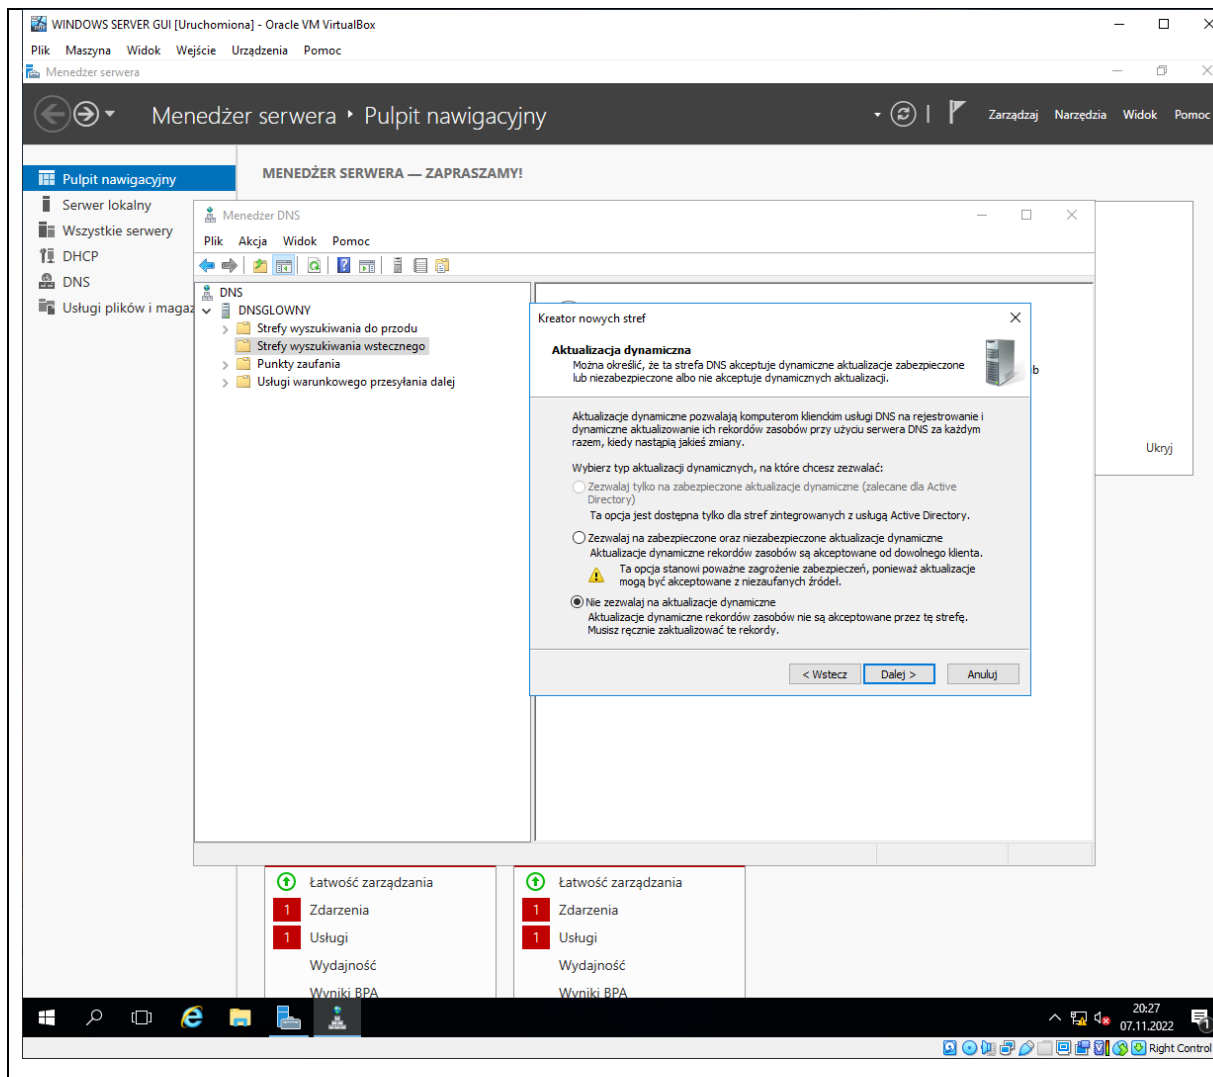 WINDOWS SERVER GUI [Uruchomiona] - Oracle VM VirtualBox
Plik Maszyna Widok Wejście Urządzenia Pomoc
Menedżer serwera
Menedżer serwera Pulpit nawigacyjny
Zarządzaj Narzędzia Widok Pomoc
Pulpit nawigacyjny
Serwer lokalny
Wszystkie serwery
DHCP
DNS
Usługi plików i magaz
MENEDŻER SERWERA — ZAPRASZAMY!
Menedżer DNS
Plik Akcja Widok Pomoc
DNS
DNSGLOWNY
Strefy wyszukiwania do przodu
Strefy wyszukiwania wstecznego
Punkty zaufania
Usługi warunkowego przesyłania dalej
b
Ukryj
Kreator nowych stref
Aktualizacja dynamiczna
Można określić, że ta strefa DNS akceptuje dynamiczne aktualizacje zabezpieczone
lub niezabezpieczone albo nie akceptuje dynamicznych aktualizacji.
Aktualizacje dynamiczne pozwalają komputerom klienckim usługi DNS na rejestrowanie i
dynamiczne aktualizowanie ich rekordów zasobów przy użyciu serwera DNS za każdym
razem, kiedy nastąpią jakieś zmiany.
Wybierz typ aktualizacji dynamicznych, na które chcesz zezwalać:
Zezwalaj tylko na zabezpieczone aktualizacje dynamiczne (zalecane dla Active
Directory)
Ta opcja jest dostępna tylko dla stref zintegrowanych z usługą Active Directory.
Zezwalaj na zabezpieczone oraz niezabezpieczone aktualizacje dynamiczne
Aktualizacje dynamiczne rekordów zasobów są akceptowane od dowolnego klienta.
Ta opcja stanowi poważne zagrożenie zabezpieczeń, ponieważ aktualizacje
mogą być akceptowane z niezaufanych źródeł.
Nie zezwalaj na aktualizacje dynamiczne
Aktualizacje dynamiczne rekordów zasobów nie są akceptowane przez tę strefę.
Musisz ręcznie zaktualizować te rekordy.
< Wstecz Dalej > Anuluj
Łatwość zarządzania
1 Zdarzenia
1 Usługi
Wydajność
Wyniki BPA
Łatwość zarządzania
1 Zdarzenia
1 Usługi
Wydajność
Wyniki BPA
20:27
07.11.2022
1
Right Control